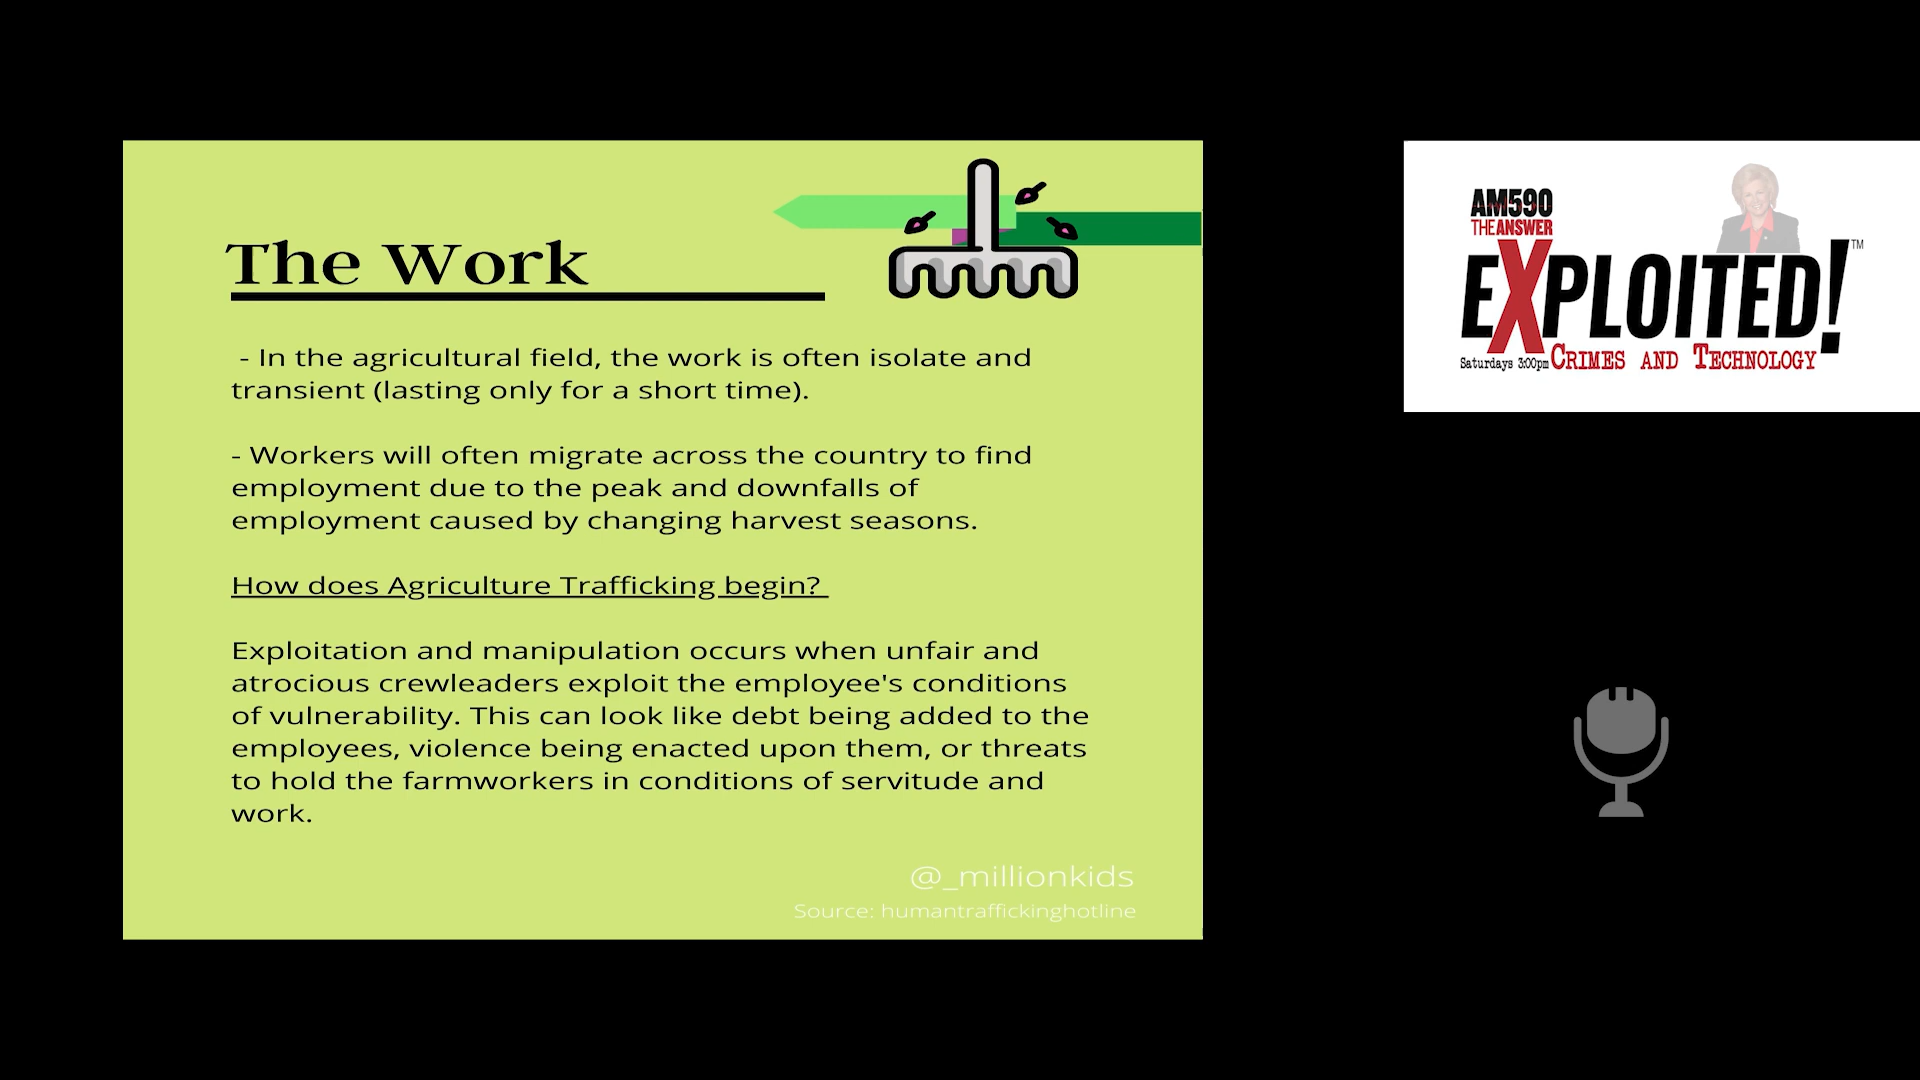 The Work
- In the agricultural field, the work is often isolate and
transient (lasting only for a short time).
- Workers will often migrate across the country to find
employment due to the peak and downfalls of
employment caused by changing harvest seasons.
How does Agriculture Trafficking begin?
Exploitation and manipulation occurs when unfair and
atrocious crewleaders exploit the employee's conditions
of vulnerability. This can look like debt being added to the
employees, violence being enacted upon them, or threats
to hold the farmworkers in conditions of servitude and
work.
@_millionkids
Source: humantraffickinghotline
AM590
THE ANSWER
EXPLOITED!™
Saturdays 3:00pm CRIMES AND TECHNOLOGY